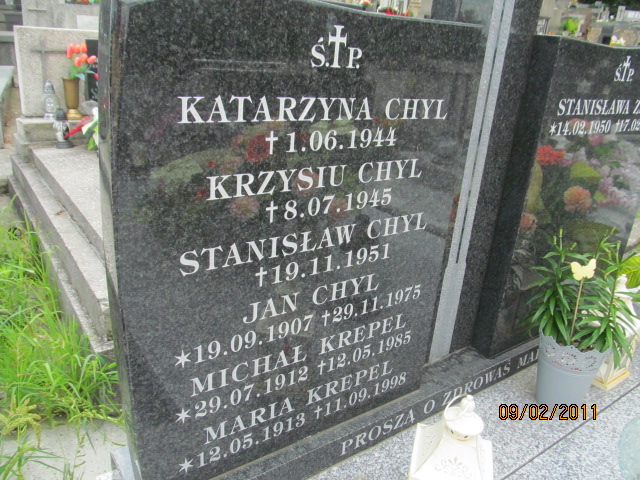 Ś.†P.
KATARZYNA CHYL
†1.06.1944
KRZYSIU CHYL
†8.07.1945
STANISŁAW CHYL
†19.11.1951
JAN CHYL
*19.09.1907 †29.11.1975
MICHAŁ KREPEL
*29.07.1912 †12.05.1985
MARIA KREPEL
*12.05.1913 †11.09.1998
PROSZĄ O ZDROWAŚ
Ś.†P.
STANISŁAWA
*14.02.1950
09/02/2011